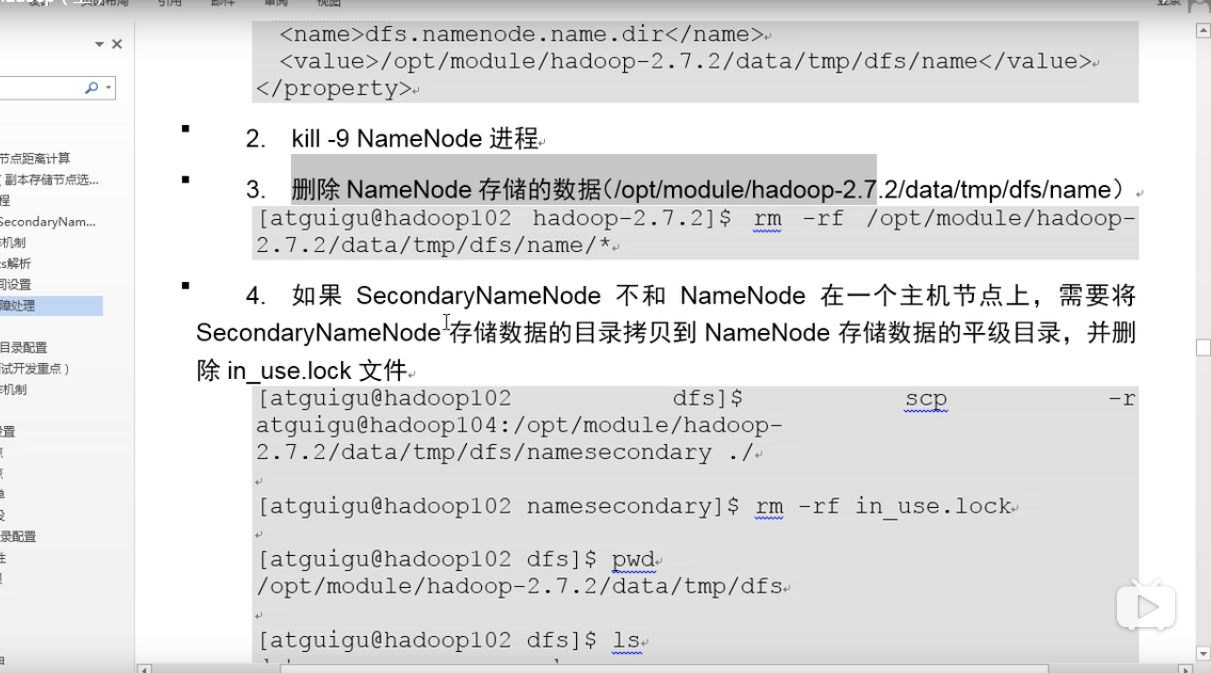 引用
审阅
视图
登录
<name>dfs.namenode.name.dir</name>
<value>/opt/module/hadoop-2.7.2/data/tmp/dfs/name</value>
</property>
2. kill -9 NameNode 进程
3. 删除 NameNode 存储的数据（/opt/module/hadoop-2.7.2/data/tmp/dfs/name）
[atguigu@hadoop102 hadoop-2.7.2]$ rm -rf /opt/module/hadoop-
2.7.2/data/tmp/dfs/name/*
4. 如果 SecondaryNameNode 不和 NameNode 在一个主机节点上，需要将
SecondaryNameNode 存储数据的目录拷贝到 NameNode 存储数据的平级目录，并删
除 in_use.lock 文件
[atguigu@hadoop102 dfs]$ scp -r
atguigu@hadoop104:/opt/module/hadoop-
2.7.2/data/tmp/dfs/namesecondary ./
[atguigu@hadoop102 namesecondary]$ rm -rf in_use.lock
[atguigu@hadoop102 dfs]$ pwd
/opt/module/hadoop-2.7.2/data/tmp/dfs
[atguigu@hadoop102 dfs]$ ls
节点距离计算
副本存储节点选...
程
SecondaryNam...
机制
s解析
间设置
障处理
目录配置
试开发重点）
机制
置
点
点
单
录配置
性